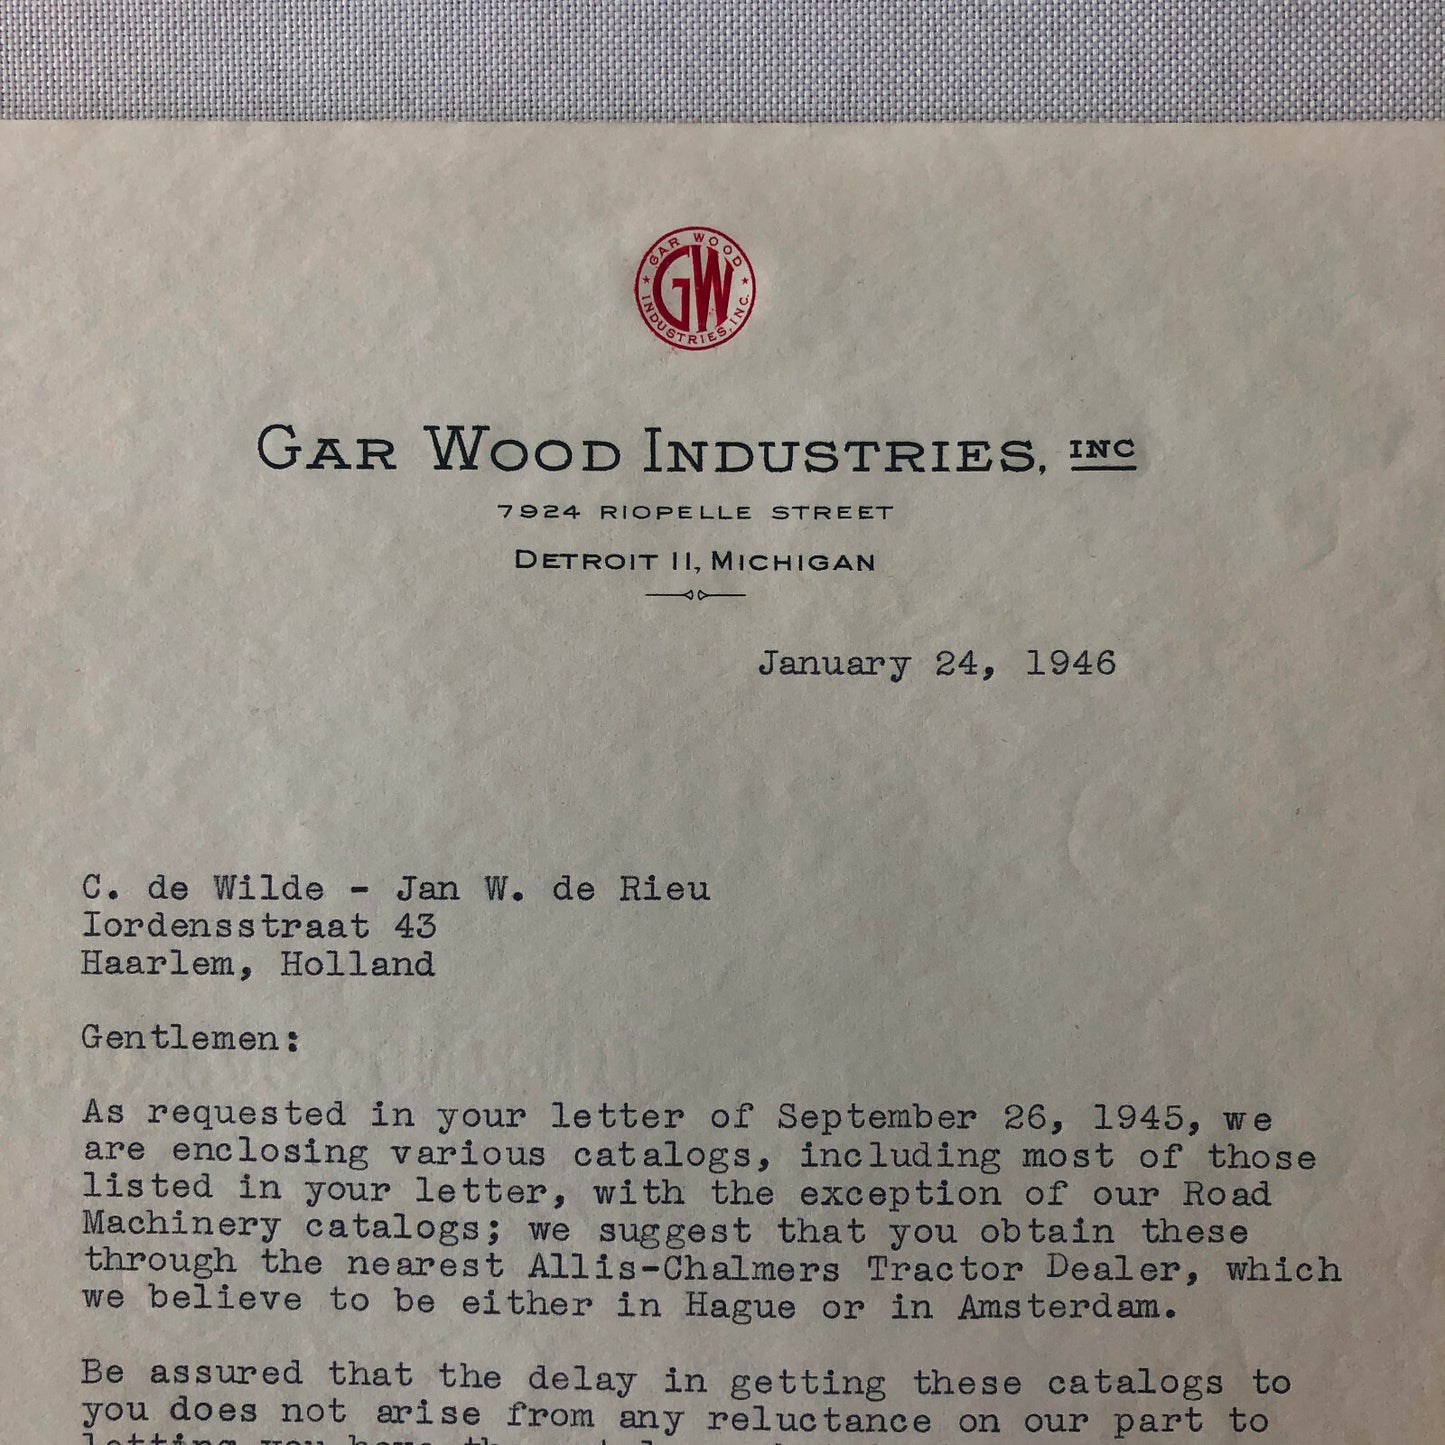 GAR WOOD
GW
INDUSTRIES, INC.
GAR WOOD INDUSTRIES, INC
7924 RIOPELLE STREET
DETROIT 11, MICHIGAN
January 24, 1946
C. de Wilde - Jan W. de Rieu
Iordensstraat 43
Haarlem, Holland
Gentlemen:
As requested in your letter of September 26, 1945, we
are enclosing various catalogs, including most of those
listed in your letter, with the exception of our Road
Machinery catalogs; we suggest that you obtain these
through the nearest Allis-Chalmers Tractor Dealer, which
we believe to be either in Hague or in Amsterdam.
Be assured that the delay in getting these catalogs to
you does not arise from any reluctance on our part to
letting you have